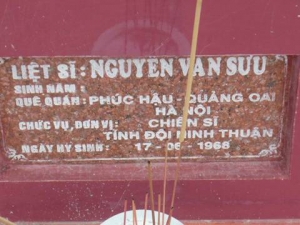 LIỆT SĨ: NGUYỄN VĂN SƯU
SINH NĂM :
QUÊ QUÁN: PHÚC HẬU - QUẢNG OAI
HÀ NỘI
CHỨC VỤ, ĐƠN VỊ: CHIẾN SĨ
TỈNH ĐỘI NINH THUẬN
NGÀY HY SINH: 17-06-1968